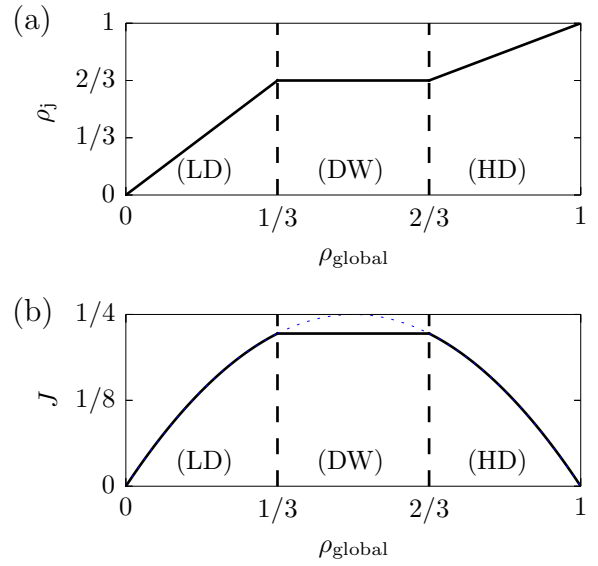 (a)
1
2/3
1/3
0
ρj
(LD) (DW) (HD)
0 1/3 2/3 1
ρglobal
(b)
1/4
1/8
0
J
(LD) (DW) (HD)
0 1/3 2/3 1
ρglobal